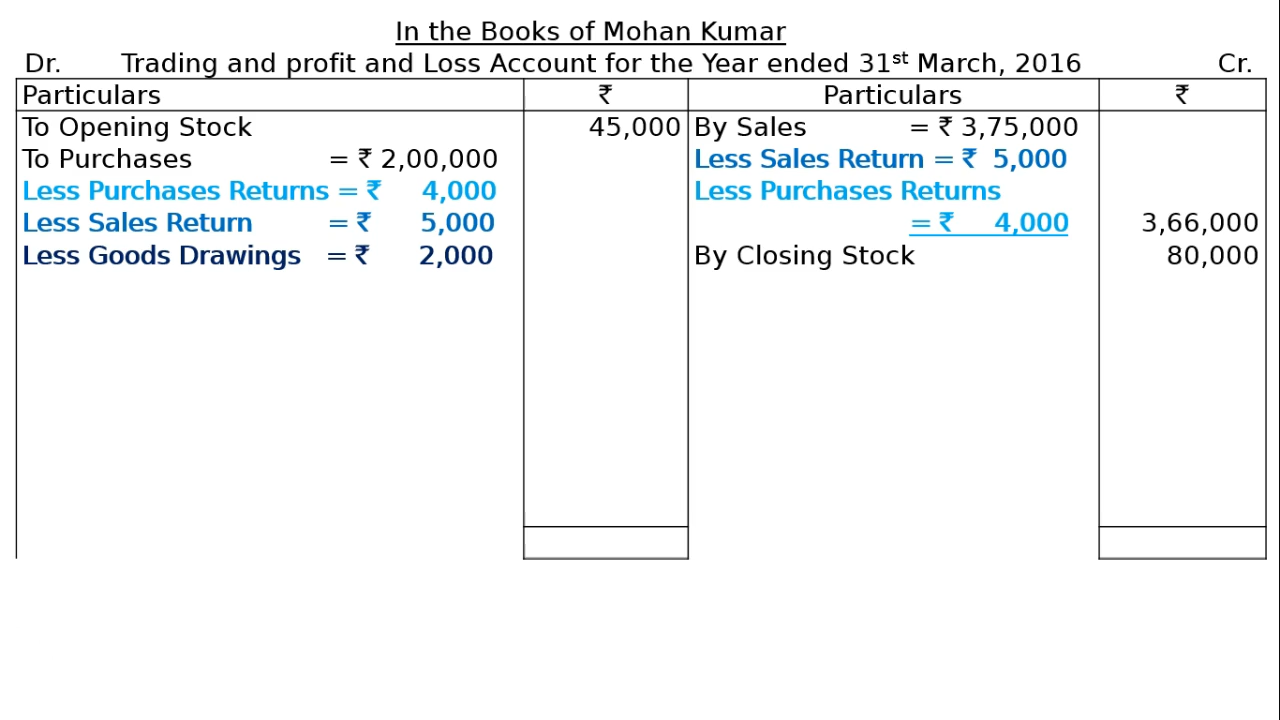 In the Books of Mohan Kumar
Dr. Trading and profit and Loss Account for the Year ended 31st March, 2016 Cr.
Particulars ₹ Particulars ₹
To Opening Stock 45,000 By Sales = ₹ 3,75,000
To Purchases = ₹ 2,00,000 Less Sales Return = ₹ 5,000
Less Purchases Returns = ₹ 4,000 Less Purchases Returns
Less Sales Return = ₹ 5,000 = ₹ 4,000 3,66,000
Less Goods Drawings = ₹ 2,000 By Closing Stock 80,000